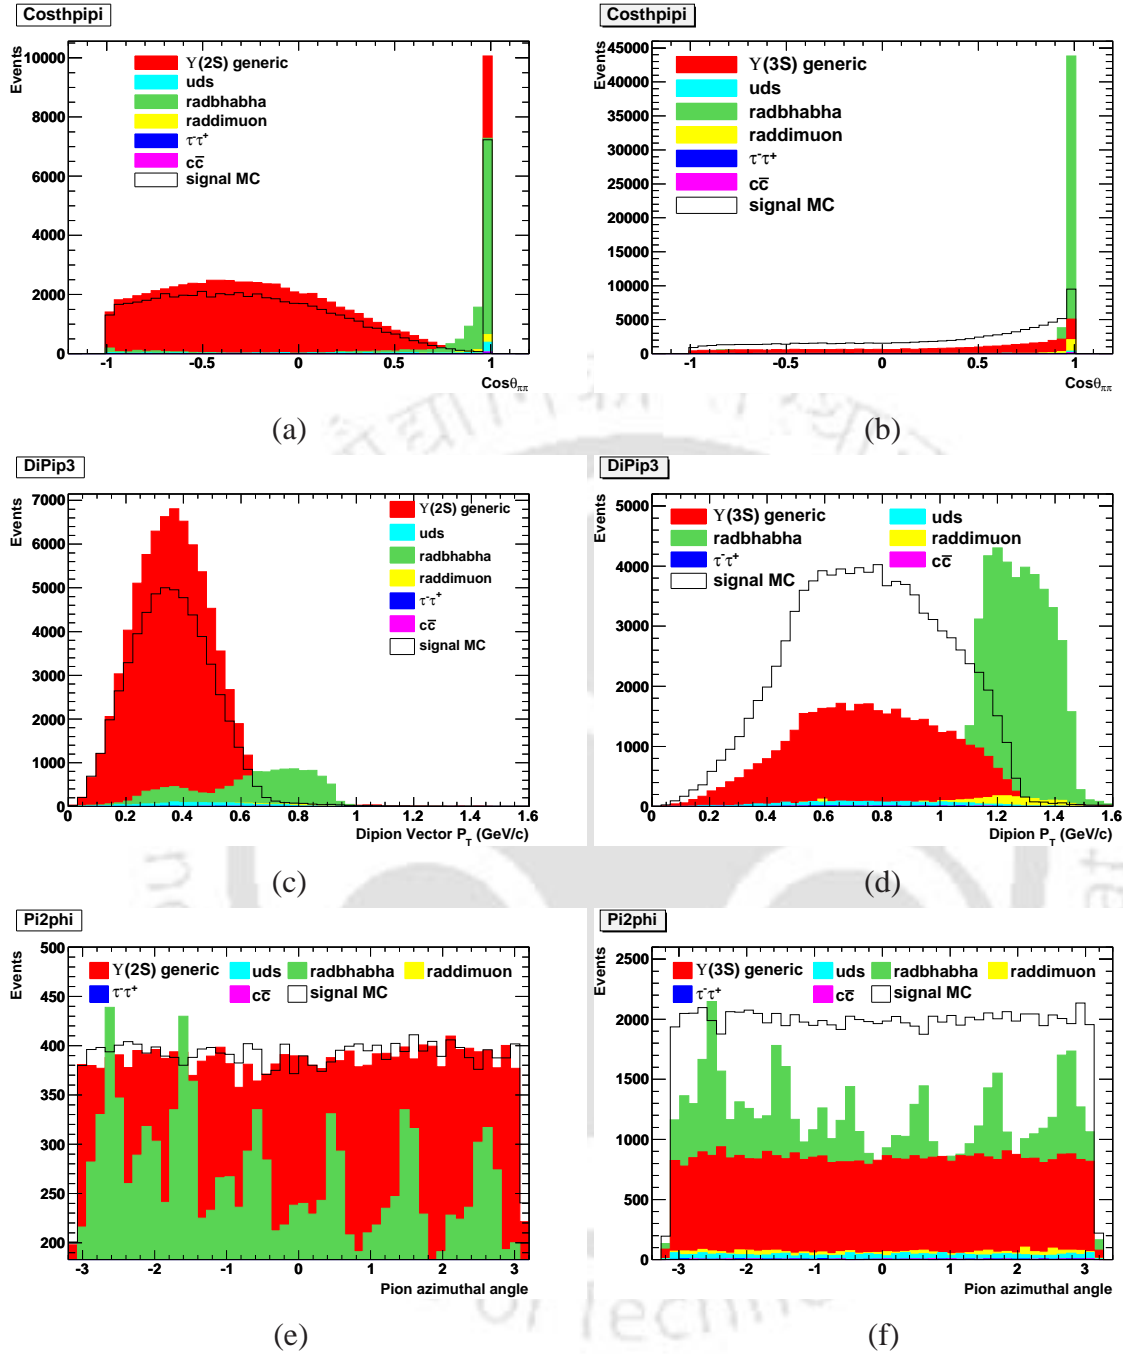 Costhpipi
Events
10000
8000
6000
4000
2000
0
ϒ(2S) generic
uds
radbhabha
raddimuon
τ⁻τ⁺
cc̅
signal MC
-1 -0.5 0 0.5 1
Cosθππ
(a)
Costhpipi
Events
45000
40000
35000
30000
25000
20000
15000
10000
5000
0
ϒ(3S) generic
uds
radbhabha
raddimuon
τ⁻τ⁺
cc̅
signal MC
-1 -0.5 0 0.5 1
Cosθππ
(b)
DiPip3
Events
7000
6000
5000
4000
3000
2000
1000
0
ϒ(2S) generic
uds
radbhabha
raddimuon
τ⁻τ⁺
cc̅
signal MC
0 0.2 0.4 0.6 0.8 1 1.2 1.4 1.6
Dipion Vector P_T (GeV/c)
(c)
DiPip3
Events
5000
4000
3000
2000
1000
0
ϒ(3S) generic uds
radbhabha raddimuon
τ⁻τ⁺ cc̅
signal MC
0 0.2 0.4 0.6 0.8 1 1.2 1.4 1.6
Dipion P_T (GeV/c)
(d)
Pi2phi
Events
500
450
400
350
300
250
200
ϒ(2S) generic uds radbhabha raddimuon
τ⁻τ⁺ cc̅ signal MC
-3 -2 -1 0 1 2 3
Pion azimuthal angle
(e)
Pi2phi
Events
2500
2000
1500
1000
500
0
ϒ(3S) generic uds radbhabha raddimuon
τ⁻τ⁺ cc̅ signal MC
-3 -2 -1 0 1 2 3
Pion azimuthal angle
(f)